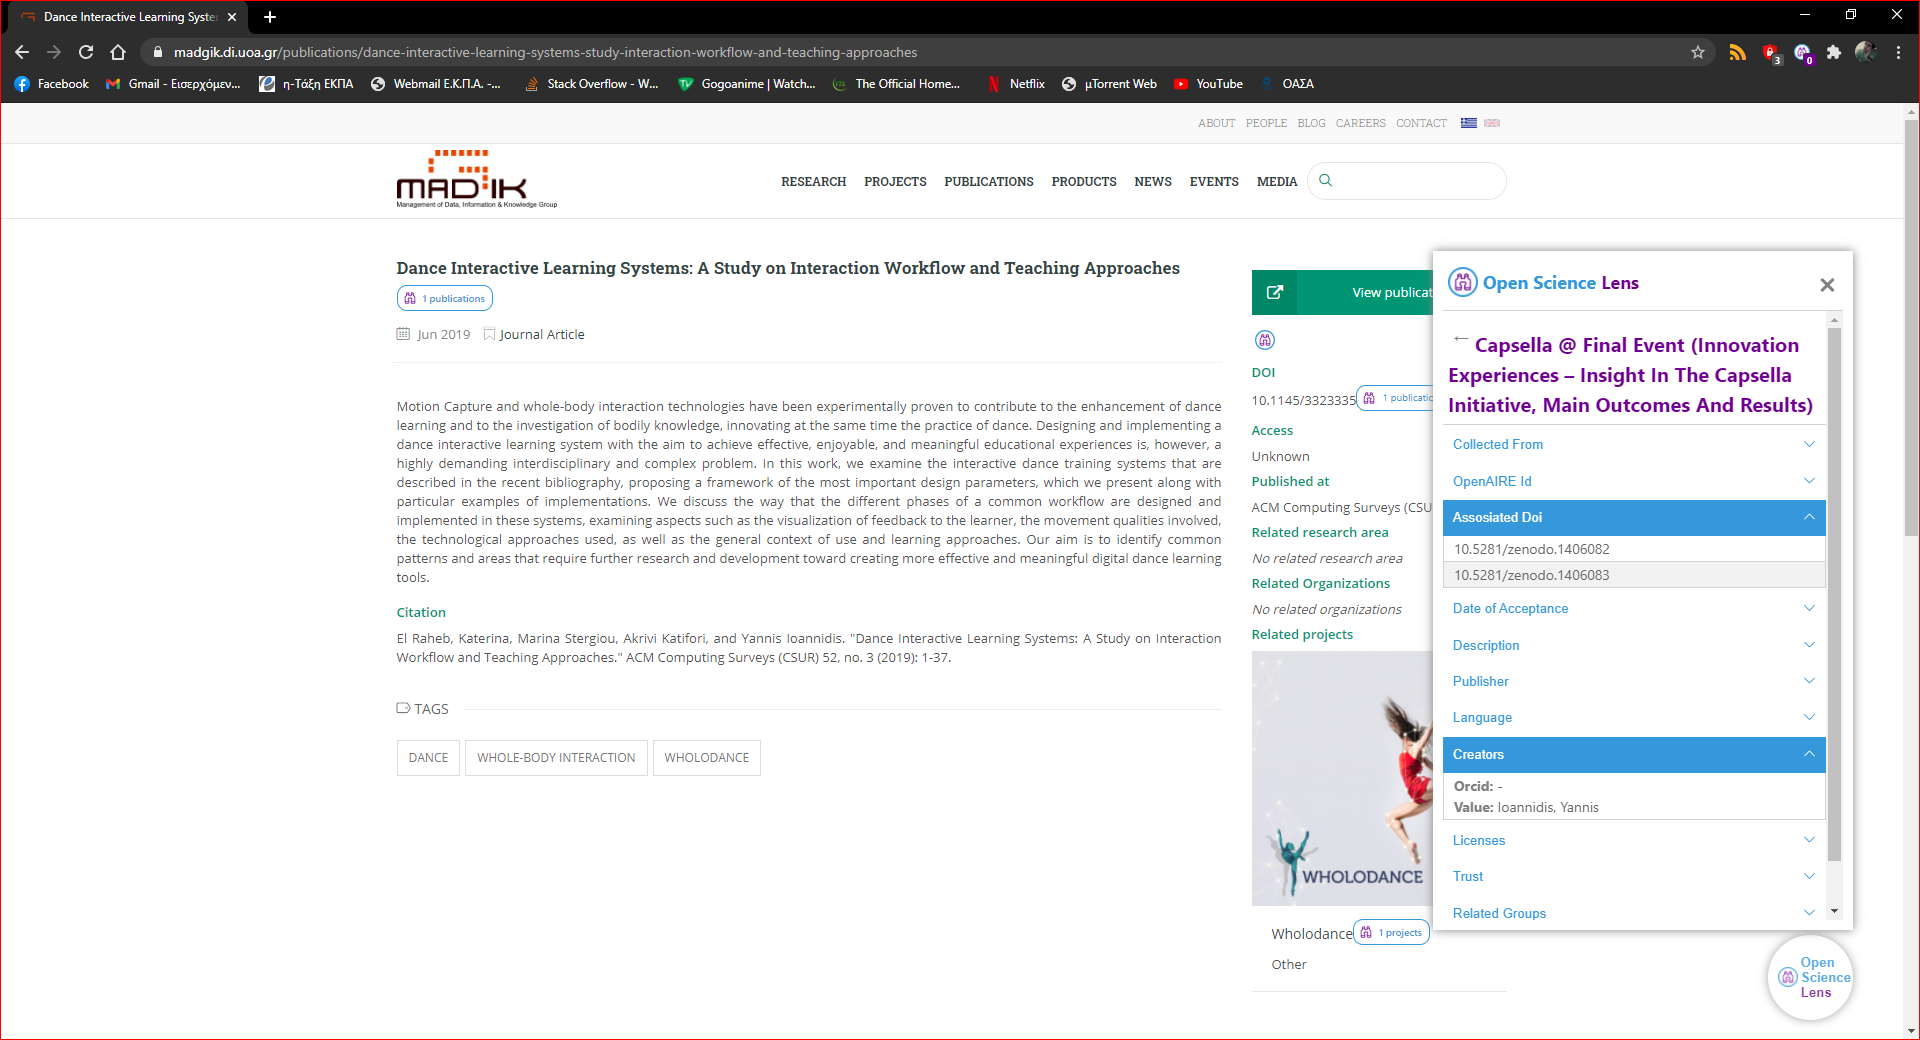 Dance Interactive Learning Syster
madgik.di.uoa.gr/publications/dance-interactive-learning-systems-study-interaction-workflow-and-teaching-approaches
3
0
Facebook
Gmail - Εισερχόμεν...
η-Τάξη ΕΚΠΑ
Webmail Ε.Κ.Π.Α. -...
Stack Overflow - W...
Gogoanime | Watch...
The Official Home...
Netflix
μTorrent Web
YouTube
ΟΑΣΑ
ABOUT PEOPLE BLOG CAREERS CONTACT
MADGIK
Management of Data, Information & Knowledge Group
RESEARCH PROJECTS PUBLICATIONS PRODUCTS NEWS EVENTS MEDIA
Dance Interactive Learning Systems: A Study on Interaction Workflow and Teaching Approaches
1 publications
Jun 2019 Journal Article
Motion Capture and whole-body interaction technologies have been experimentally proven to contribute to the enhancement of dance
learning and to the investigation of bodily knowledge, innovating at the same time the practice of dance. Designing and implementing a
dance interactive learning system with the aim to achieve effective, enjoyable, and meaningful educational experiences is, however, a
highly demanding interdisciplinary and complex problem. In this work, we examine the interactive dance training systems that are
described in the recent bibliography, proposing a framework of the most important design parameters, which we present along with
particular examples of implementations. We discuss the way that the different phases of a common workflow are designed and
implemented in these systems, examining aspects such as the visualization of feedback to the learner, the movement qualities involved,
the technological approaches used, as well as the general context of use and learning approaches. Our aim is to identify common
patterns and areas that require further research and development toward creating more effective and meaningful digital dance learning
tools.
Citation
El Raheb, Katerina, Marina Stergiou, Akrivi Katifori, and Yannis Ioannidis. "Dance Interactive Learning Systems: A Study on Interaction
Workflow and Teaching Approaches." ACM Computing Surveys (CSUR) 52, no. 3 (2019): 1-37.
TAGS
DANCE
WHOLE-BODY INTERACTION
WHOLODANCE
View publicat
DOI
10.1145/3323335 1 publicatio
Access
Unknown
Published at
ACM Computing Surveys (CSU
Related research area
No related research area
Related Organizations
No related organizations
Related projects
WHOLODANCE
Wholodance 1 projects
Other
Open Science Lens
← Capsella @ Final Event (Innovation
Experiences – Insight In The Capsella
Initiative, Main Outcomes And Results)
Collected From
OpenAIRE Id
Assosiated Doi
10.5281/zenodo.1406082
10.5281/zenodo.1406083
Date of Acceptance
Description
Publisher
Language
Creators
Orcid: -
Value: Ioannidis, Yannis
Licenses
Trust
Related Groups
Open
Science
Lens